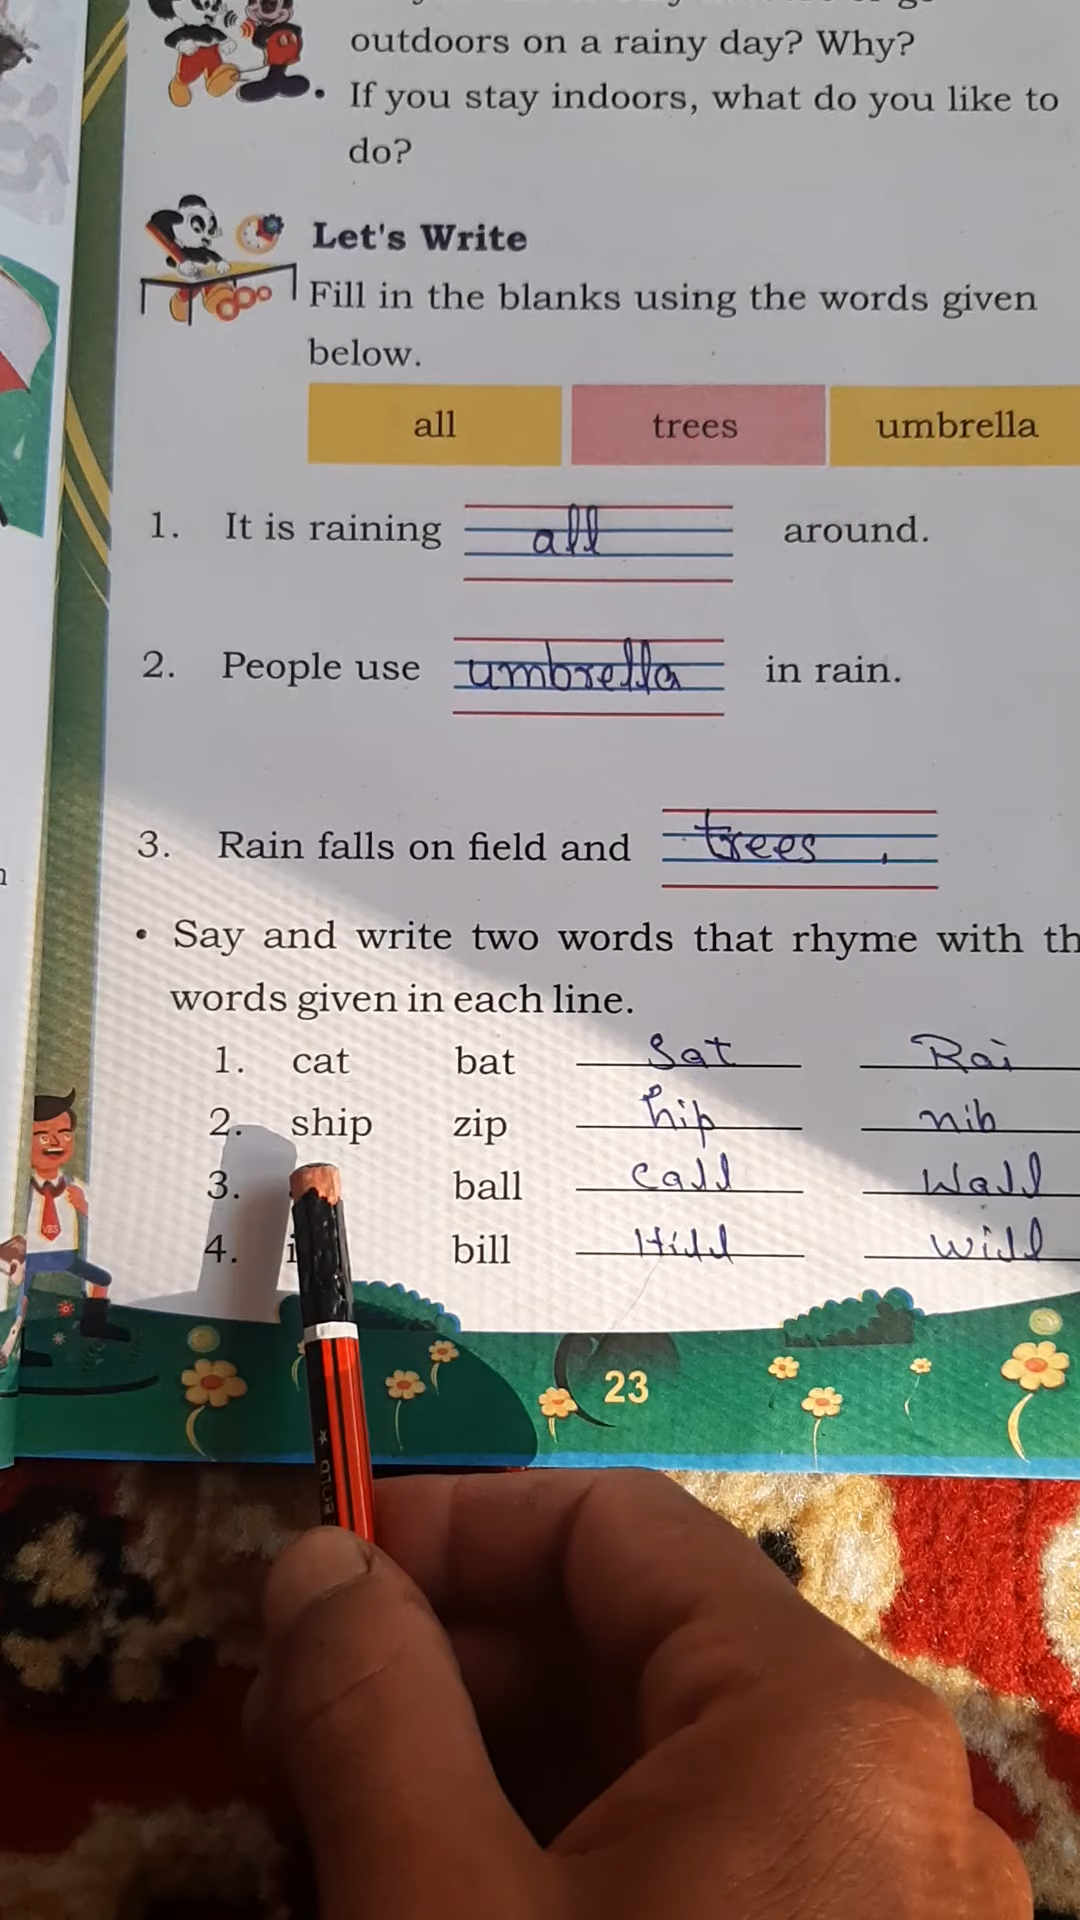 outdoors on a rainy day? Why?
• If you stay indoors, what do you like to
do?
Let's Write
Fill in the blanks using the words given
below.
all trees umbrella
1. It is raining all around.
2. People use umbrella in rain.
3. Rain falls on field and trees .
• Say and write two words that rhyme with th
words given in each line.
1. cat bat Sat
2. ship zip hip nib
3. ball call Wall
4. i bill Hill will
VBS
23
BOLD